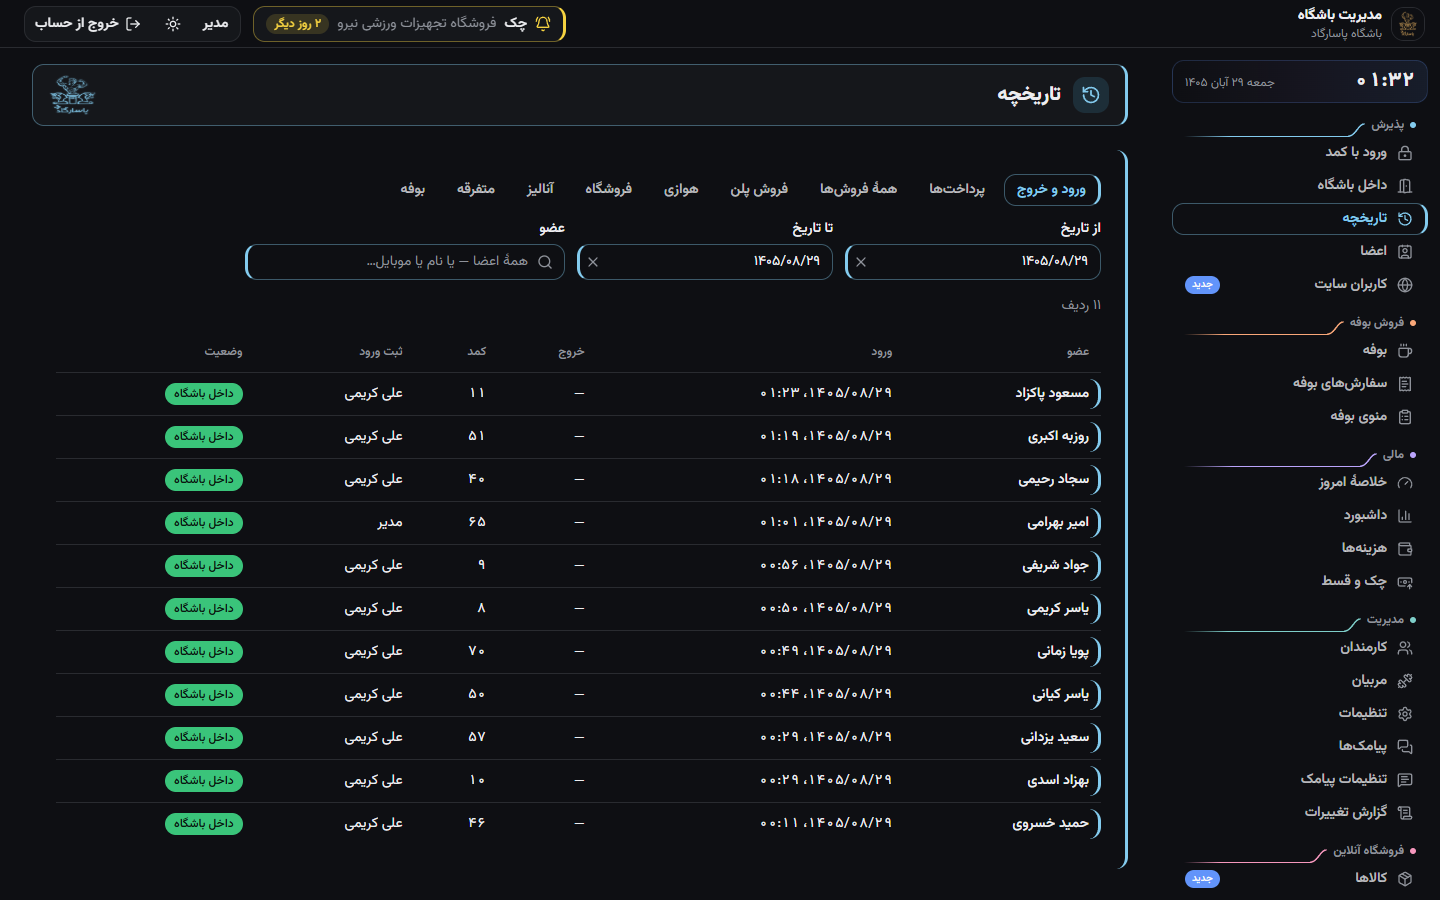 مدیریت باشگاه
باشگاه پاسارگاد
چک فروشگاه تجهیزات ورزشی نیرو ۲ روز دیگر
مدیر
خروج از حساب
۰۱:۳۲
جمعه ۲۹ آبان ۱۴۰۵
پذیرش
ورود با کمد
داخل باشگاه
تاریخچه
اعضا
کاربران سایت جدید
فروش بوفه
بوفه
سفارش‌های بوفه
منوی بوفه
مالی
خلاصهٔ امروز
داشبورد
هزینه‌ها
چک و قسط
مدیریت
کارمندان
مربیان
تنظیمات
پیامک‌ها
تنظیمات پیامک
گزارش تغییرات
فروشگاه آنلاین
کالاها جدید
تاریخچه
پاسارگاد
ورود و خروج پرداخت‌ها همهٔ فروش‌ها فروش پلن هوازی فروشگاه آنالیز متفرقه بوفه
از تاریخ تا تاریخ عضو
۱۴۰۵/۰۸/۲۹ ۱۴۰۵/۰۸/۲۹ همهٔ اعضا — یا نام یا موبایل...
۱۱ ردیف
عضو ورود خروج کمد ثبت ورود وضعیت
مسعود پاکزاد ۱۴۰۵/۰۸/۲۹، ۰۱:۲۳ — ۱۱ علی کریمی داخل باشگاه
روزبه اکبری ۱۴۰۵/۰۸/۲۹، ۰۱:۱۹ — ۵۱ علی کریمی داخل باشگاه
سجاد رحیمی ۱۴۰۵/۰۸/۲۹، ۰۱:۱۸ — ۴۰ علی کریمی داخل باشگاه
امیر بهرامی ۱۴۰۵/۰۸/۲۹، ۰۱:۰۱ — ۶۵ مدیر داخل باشگاه
جواد شریفی ۱۴۰۵/۰۸/۲۹، ۰۰:۵۶ — ۹ علی کریمی داخل باشگاه
یاسر کریمی ۱۴۰۵/۰۸/۲۹، ۰۰:۵۰ — ۸ علی کریمی داخل باشگاه
پویا زمانی ۱۴۰۵/۰۸/۲۹، ۰۰:۴۹ — ۷۰ علی کریمی داخل باشگاه
یاسر کیانی ۱۴۰۵/۰۸/۲۹، ۰۰:۴۴ — ۵۰ علی کریمی داخل باشگاه
سعید یزدانی ۱۴۰۵/۰۸/۲۹، ۰۰:۲۹ — ۵۷ علی کریمی داخل باشگاه
بهزاد اسدی ۱۴۰۵/۰۸/۲۹، ۰۰:۲۹ — ۱۰ علی کریمی داخل باشگاه
حمید خسروی ۱۴۰۵/۰۸/۲۹، ۰۰:۱۱ — ۴۶ علی کریمی داخل باشگاه